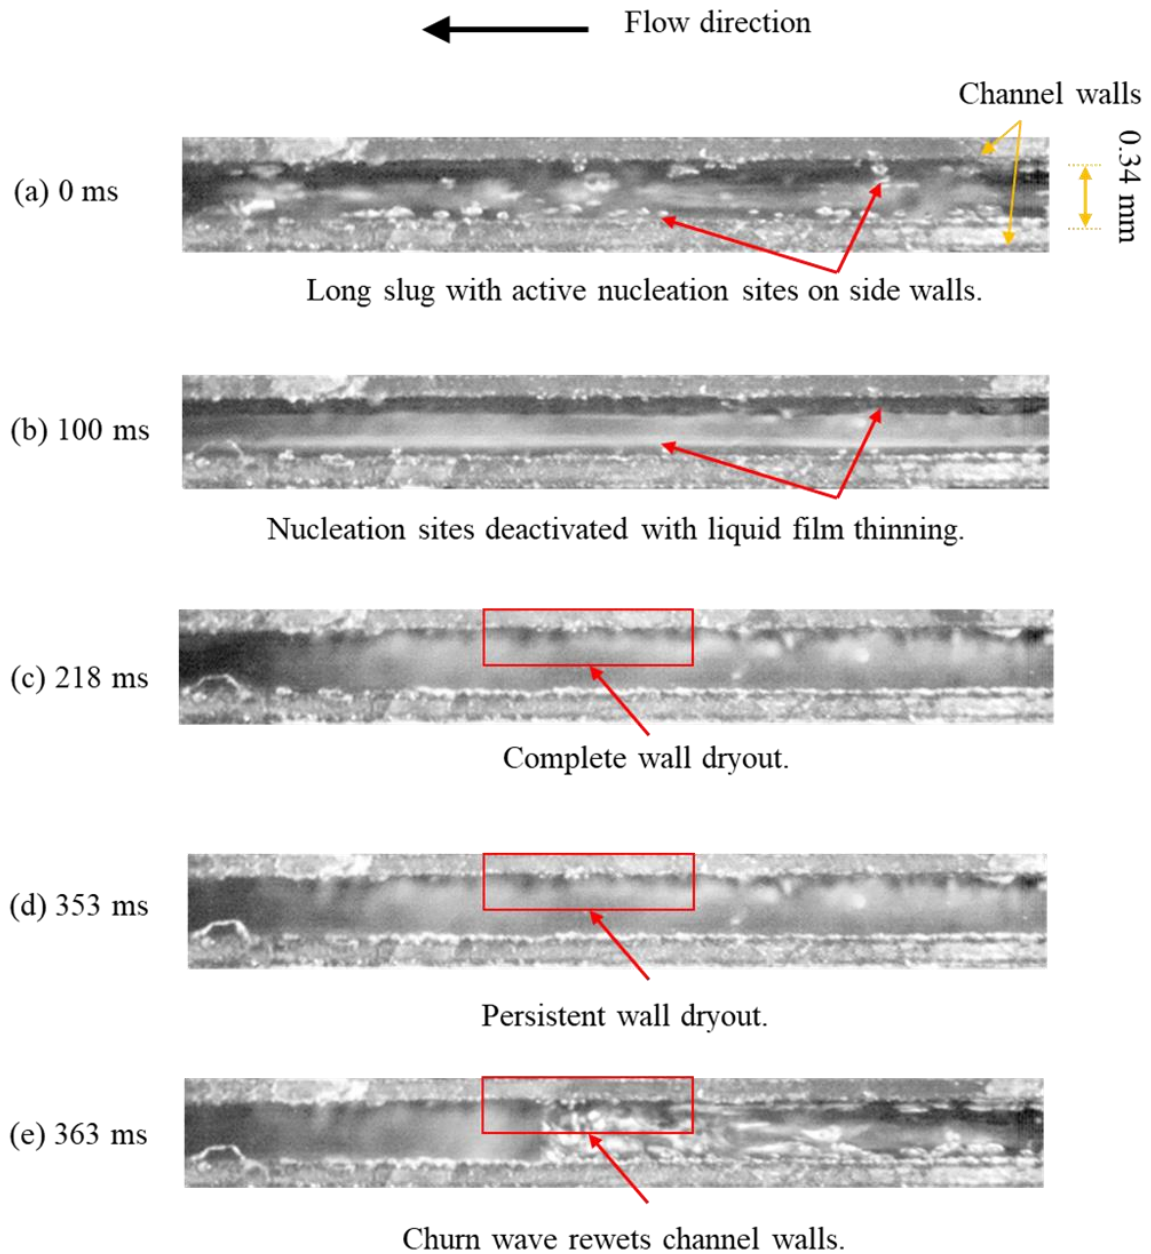 Flow direction
Channel walls
0.34 mm
(a) 0 ms
Long slug with active nucleation sites on side walls.
(b) 100 ms
Nucleation sites deactivated with liquid film thinning.
(c) 218 ms
Complete wall dryout.
(d) 353 ms
Persistent wall dryout.
(e) 363 ms
Churn wave rewets channel walls.